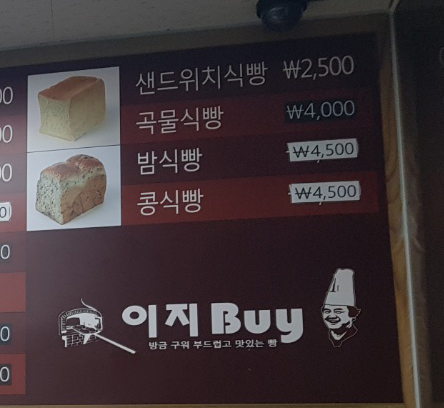 샌드위치식빵 ₩2,500
곡물식빵 ₩4,000
밤식빵 ₩4,500
콩식빵 ₩4,500
이지 Buy
방금 구워 부드럽고 맛있는 빵